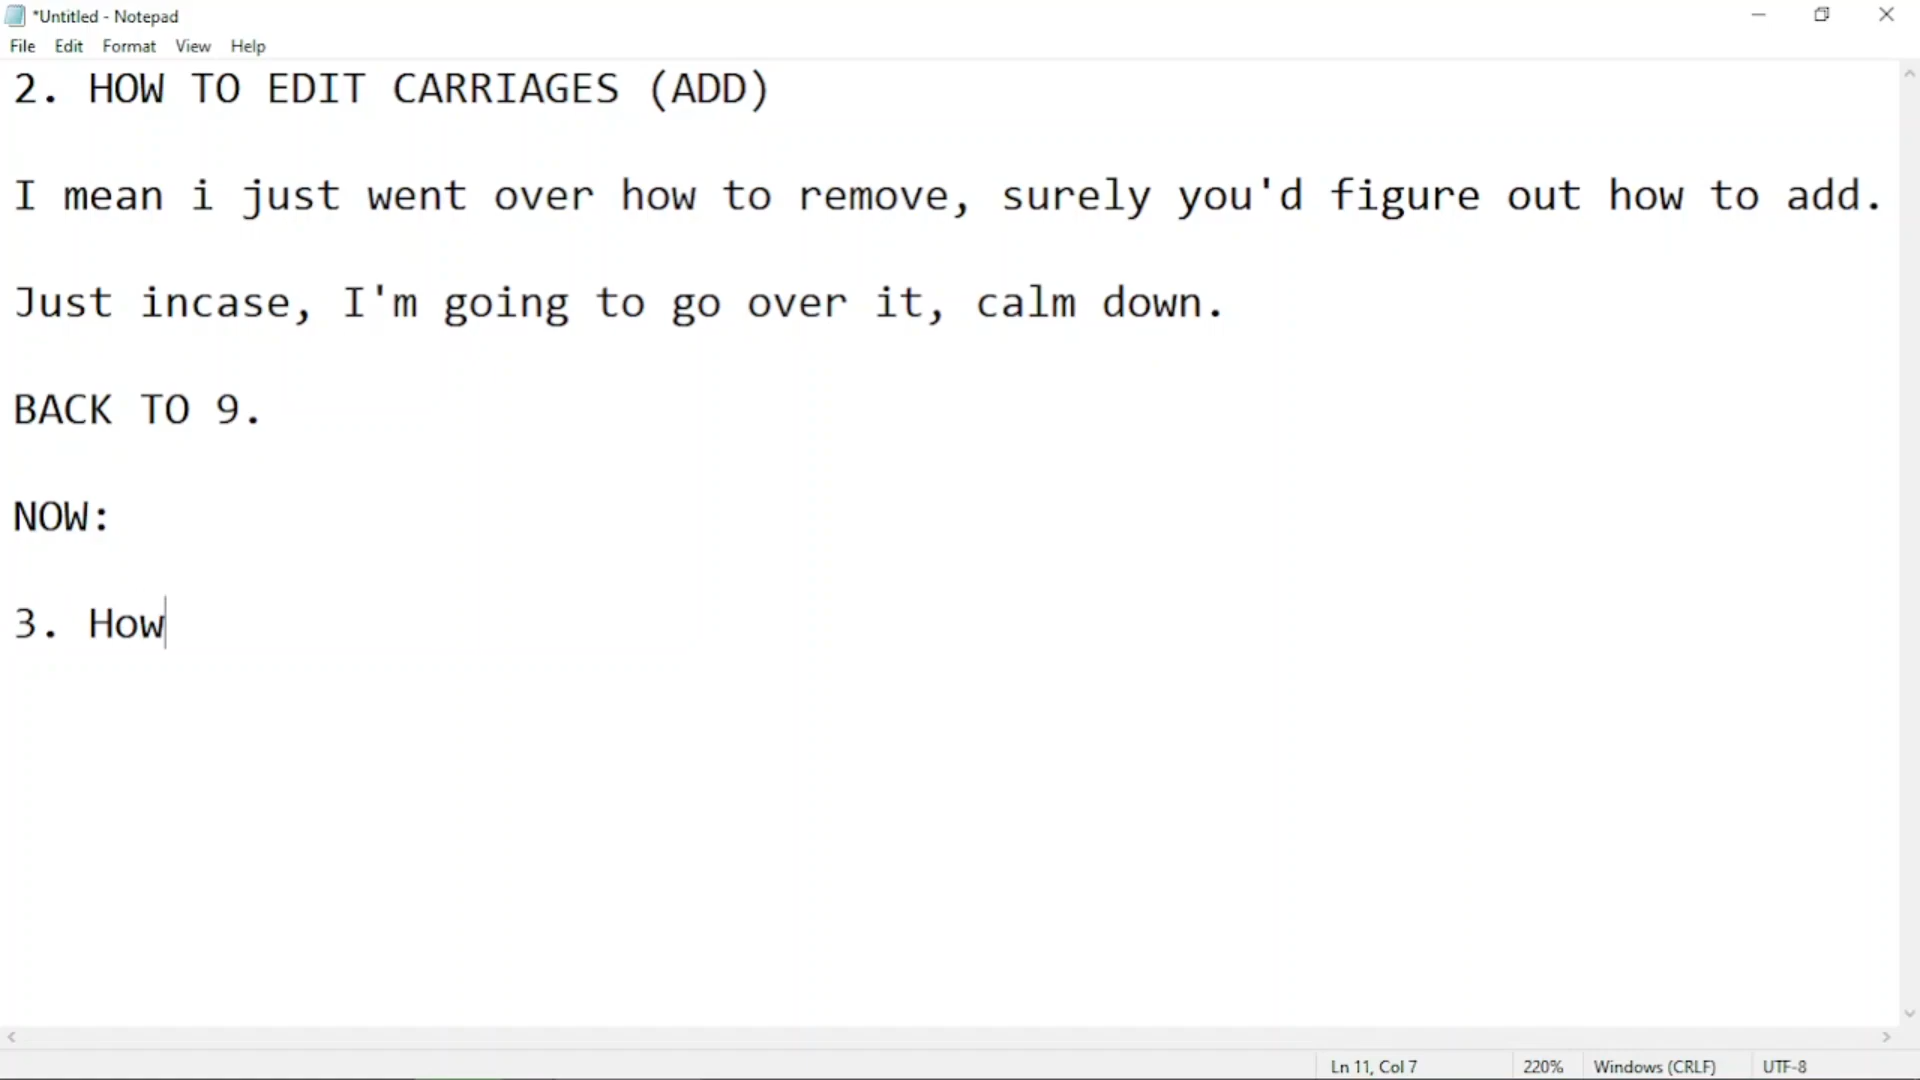 *Untitled - Notepad
File Edit Format View Help
2. HOW TO EDIT CARRIAGES (ADD)
I mean i just went over how to remove, surely you'd figure out how to add.
Just incase, I'm going to go over it, calm down.
BACK TO 9.
NOW:
3. How
Ln 11, Col 7 220% Windows (CRLF) UTF-8